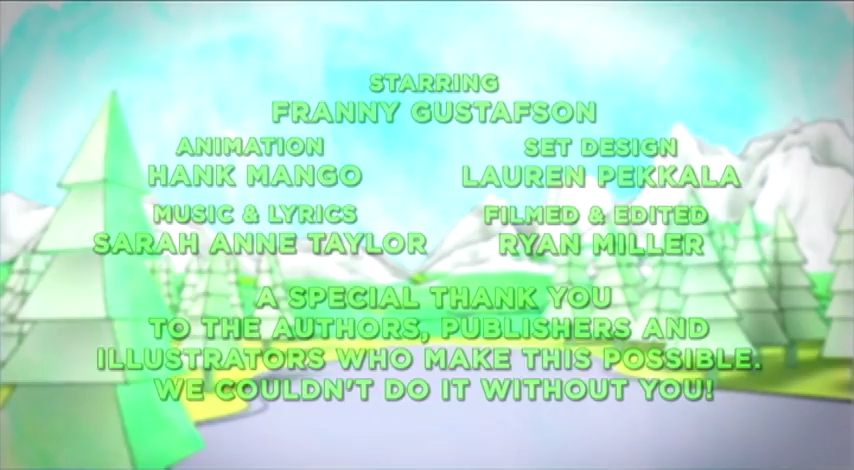 STARRING
FRANNY GUSTAFSON
ANIMATION
HANK MANGO
SET DESIGN
LAUREN PEKKALA
MUSIC & LYRICS
SARAH ANNE TAYLOR
FILMED & EDITED
RYAN MILLER
A SPECIAL THANK YOU
TO THE AUTHORS, PUBLISHERS AND
ILLUSTRATORS WHO MAKE THIS POSSIBLE.
WE COULDN'T DO IT WITHOUT YOU!